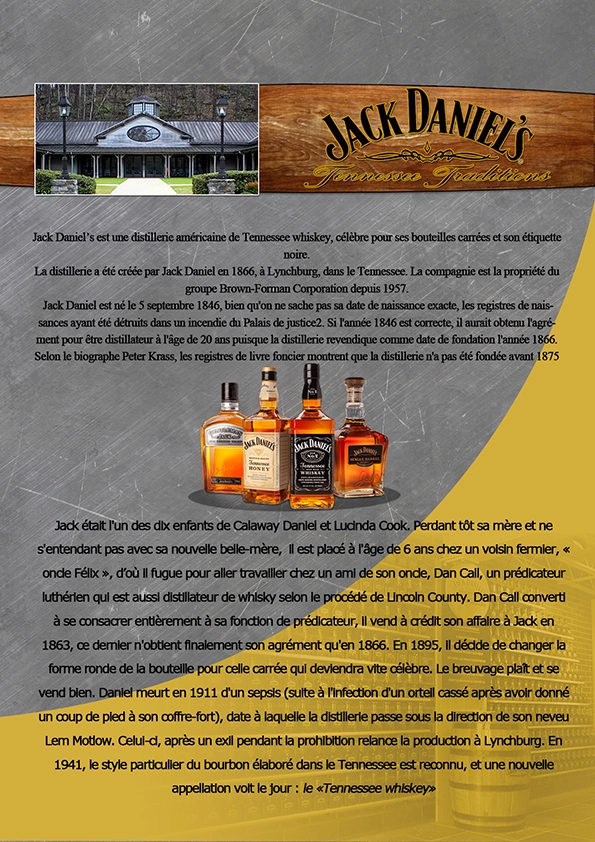 JACK DANIEL'S
Tennessee Traditions
Jack Daniel's est une distillerie américaine de Tennessee whiskey, célèbre pour ses bouteilles carrées et son étiquette
noire.
La distillerie a été créée par Jack Daniel en 1866, à Lynchburg, dans le Tennessee. La compagnie est la propriété du
groupe Brown-Forman Corporation depuis 1957.
Jack Daniel est né le 5 septembre 1846, bien qu'on ne sache pas sa date de naissance exacte, les registres de nais-
sances ayant été détruits dans un incendie du Palais de justice2. Si l'année 1846 est correcte, il aurait obtenu l'agré-
ment pour être distillateur à l'âge de 20 ans puisque la distillerie revendique comme date de fondation l'année 1866.
Selon le biographe Peter Krass, les registres de livre foncier montrent que la distillerie n'a pas été fondée avant 1875
JACK DANIEL'S
Tennessee
HONEY
JACK DANIEL'S
Tennessee
WHISKEY
JACK DANIEL'S
SINGLE BARREL
Jack était l'un des dix enfants de Calaway Daniel et Lucinda Cook. Perdant tôt sa mère et ne
s'entendant pas avec sa nouvelle belle-mère, il est placé à l'âge de 6 ans chez un voisin fermier, «
oncle Félix », d'où il fugue pour aller travailler chez un ami de son oncle, Dan Call, un prédicateur
luthérien qui est aussi distillateur de whisky selon le procédé de Lincoln County. Dan Call converti
à se consacrer entièrement à sa fonction de prédicateur, il vend à crédit son affaire à Jack en
1863, ce dernier n'obtient finalement son agrément qu'en 1866. En 1895, il décide de changer la
forme ronde de la bouteille pour celle carrée qui deviendra vite célèbre. Le breuvage plaît et se
vend bien. Daniel meurt en 1911 d'un sepsis (suite à l'infection d'un orteil cassé après avoir donné
un coup de pied à son coffre-fort), date à laquelle la distillerie passe sous la direction de son neveu
Lem Motlow. Celui-ci, après un exil pendant la prohibition relance la production à Lynchburg. En
1941, le style particulier du bourbon élaboré dans le Tennessee est reconnu, et une nouvelle
appellation voit le jour : le «Tennessee whiskey»